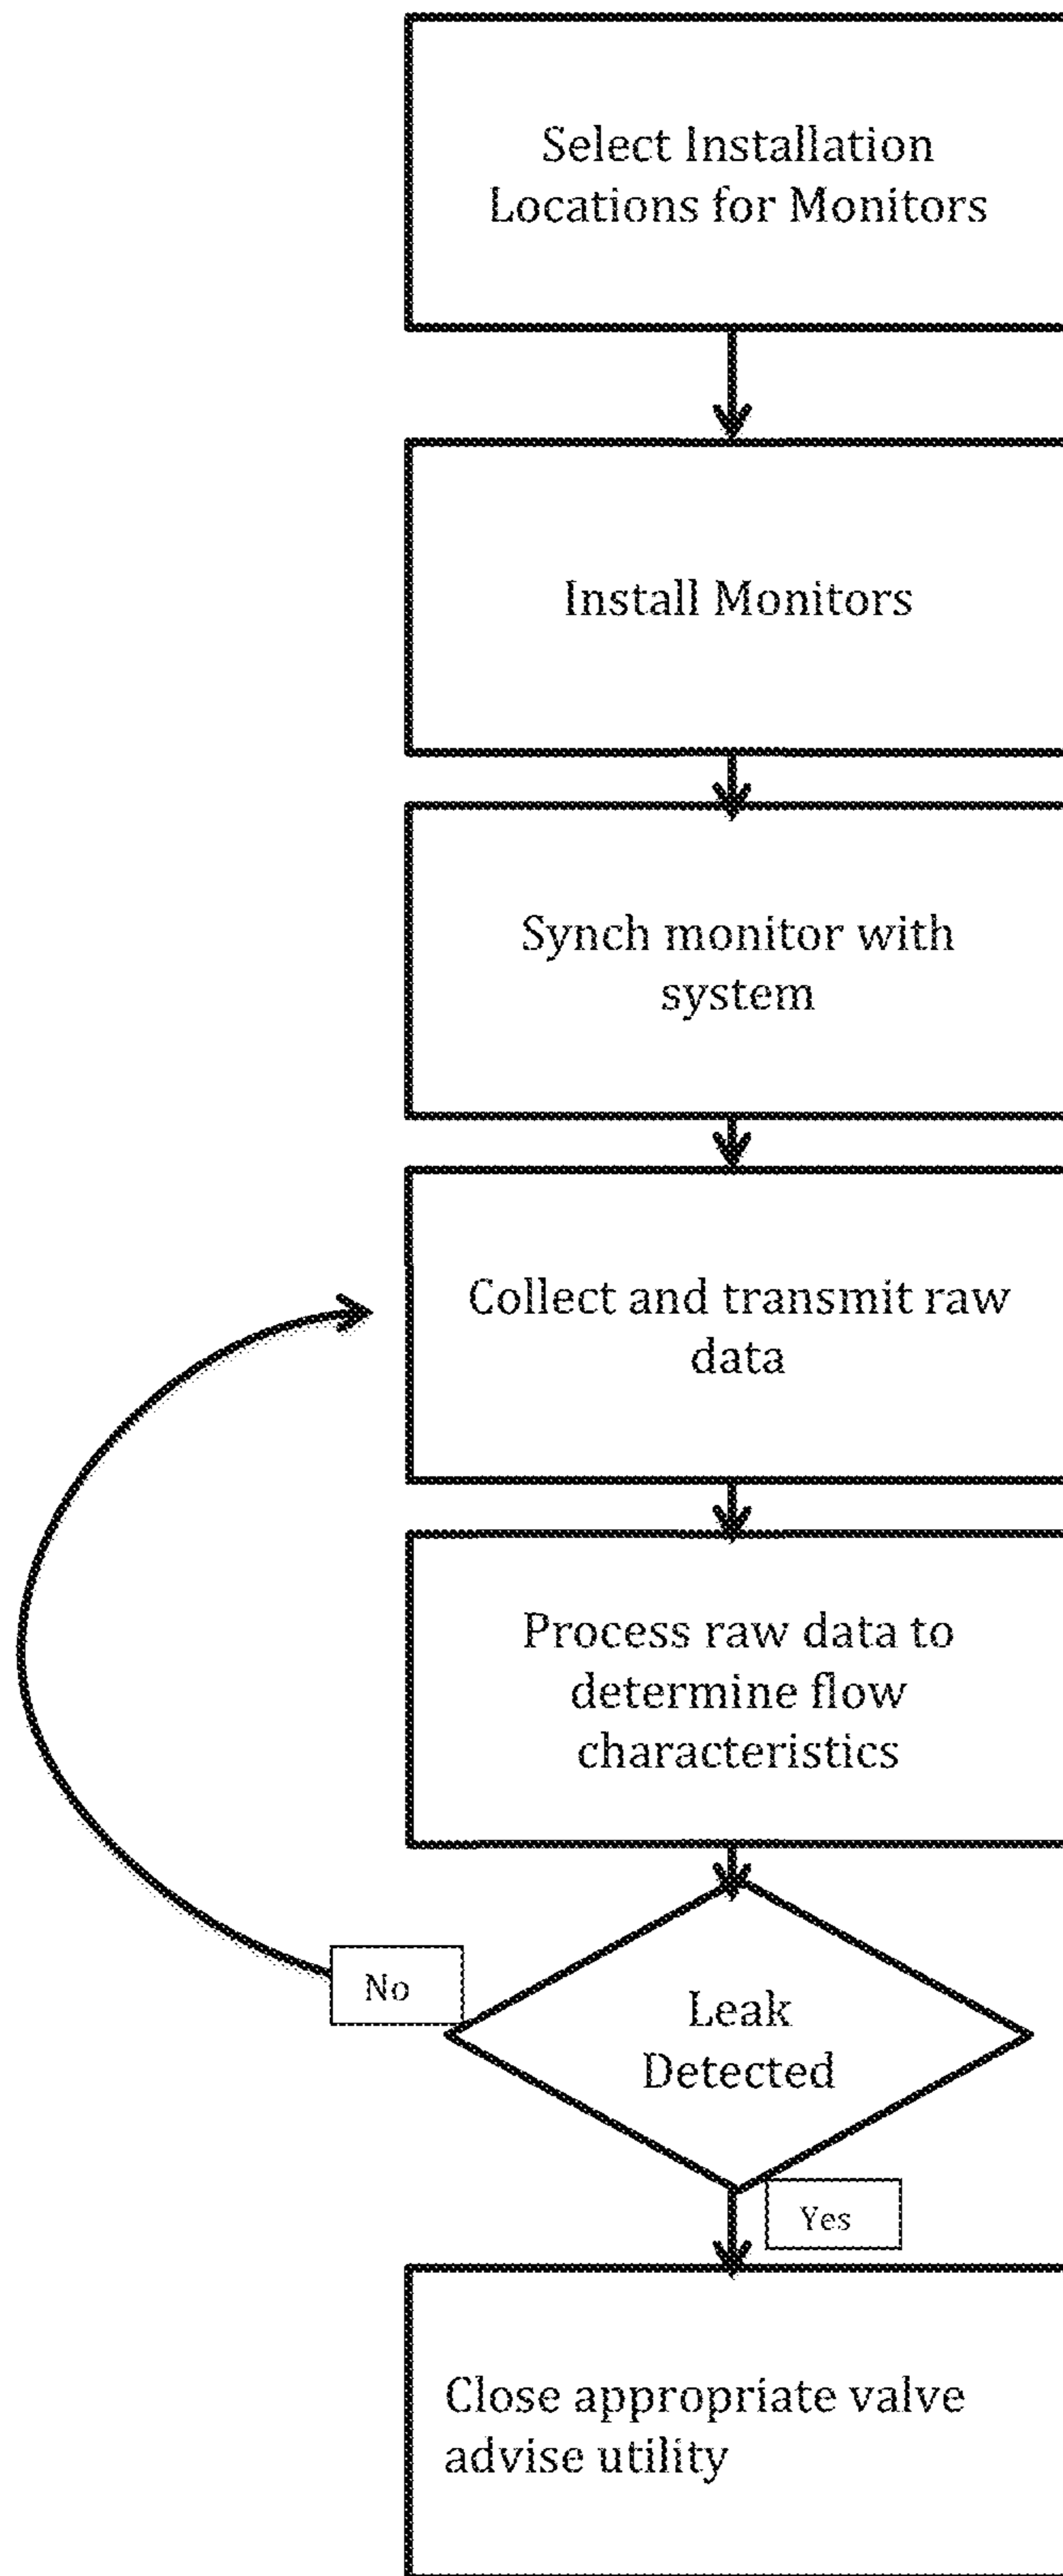 Select Installation
Locations for Monitors
Install Monitors
Synch monitor with
system
Collect and transmit raw
data
Process raw data to
determine flow
characteristics
No
Leak
Detected
Yes
Close appropriate valve
advise utility